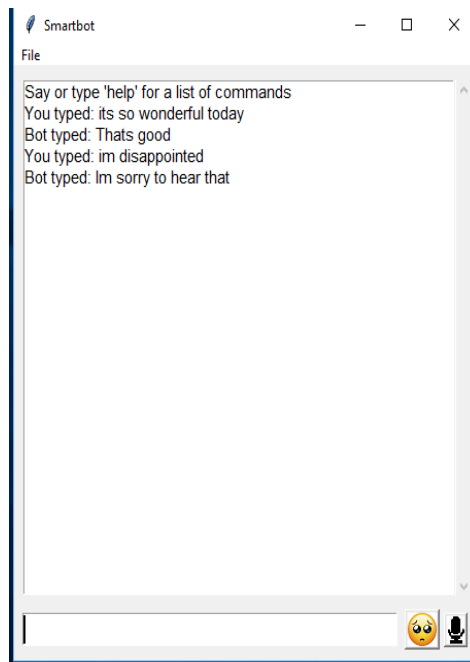 Smartbot
File
Say or type 'help' for a list of commands
You typed: its so wonderful today
Bot typed: Thats good
You typed: im disappointed
Bot typed: Im sorry to hear that